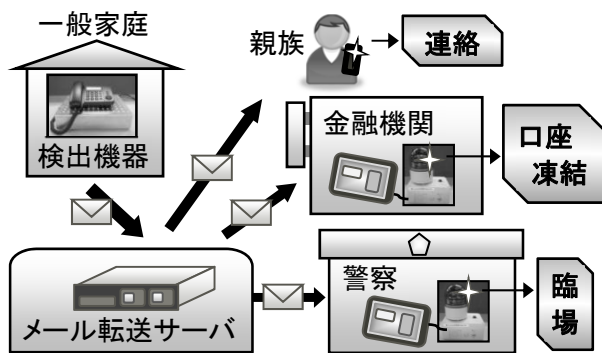 一般家庭
検出機器
親族
連絡
金融機関
口座
凍結
メール転送サーバ
警察
臨
場